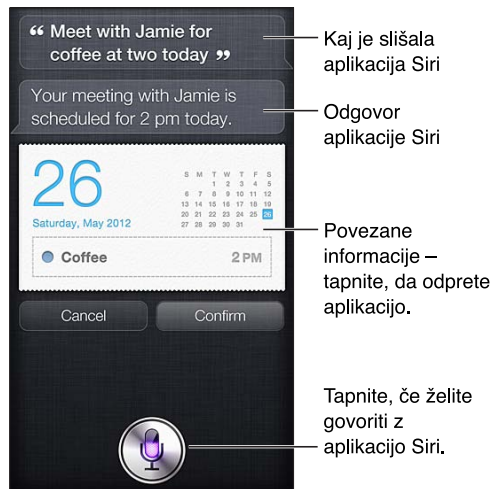 “ Meet with Jamie for
coffee at two today ”
Kaj je slišala
aplikacija Siri
Your meeting with Jamie is
scheduled for 2 pm today.
Odgovor
aplikacije Siri
26
Saturday, May 2012
S M T W T F S
1 2 3 4 5
6 7 8 9 10 11 12
13 14 15 16 17 18 19
20 21 22 23 24 25 26
27 28 29 30 31
Coffee 2 PM
Povezane
informacije –
tapnite, da odprete
aplikacijo.
Cancel Confirm
Tapnite, če želite
govoriti z
aplikacijo Siri.